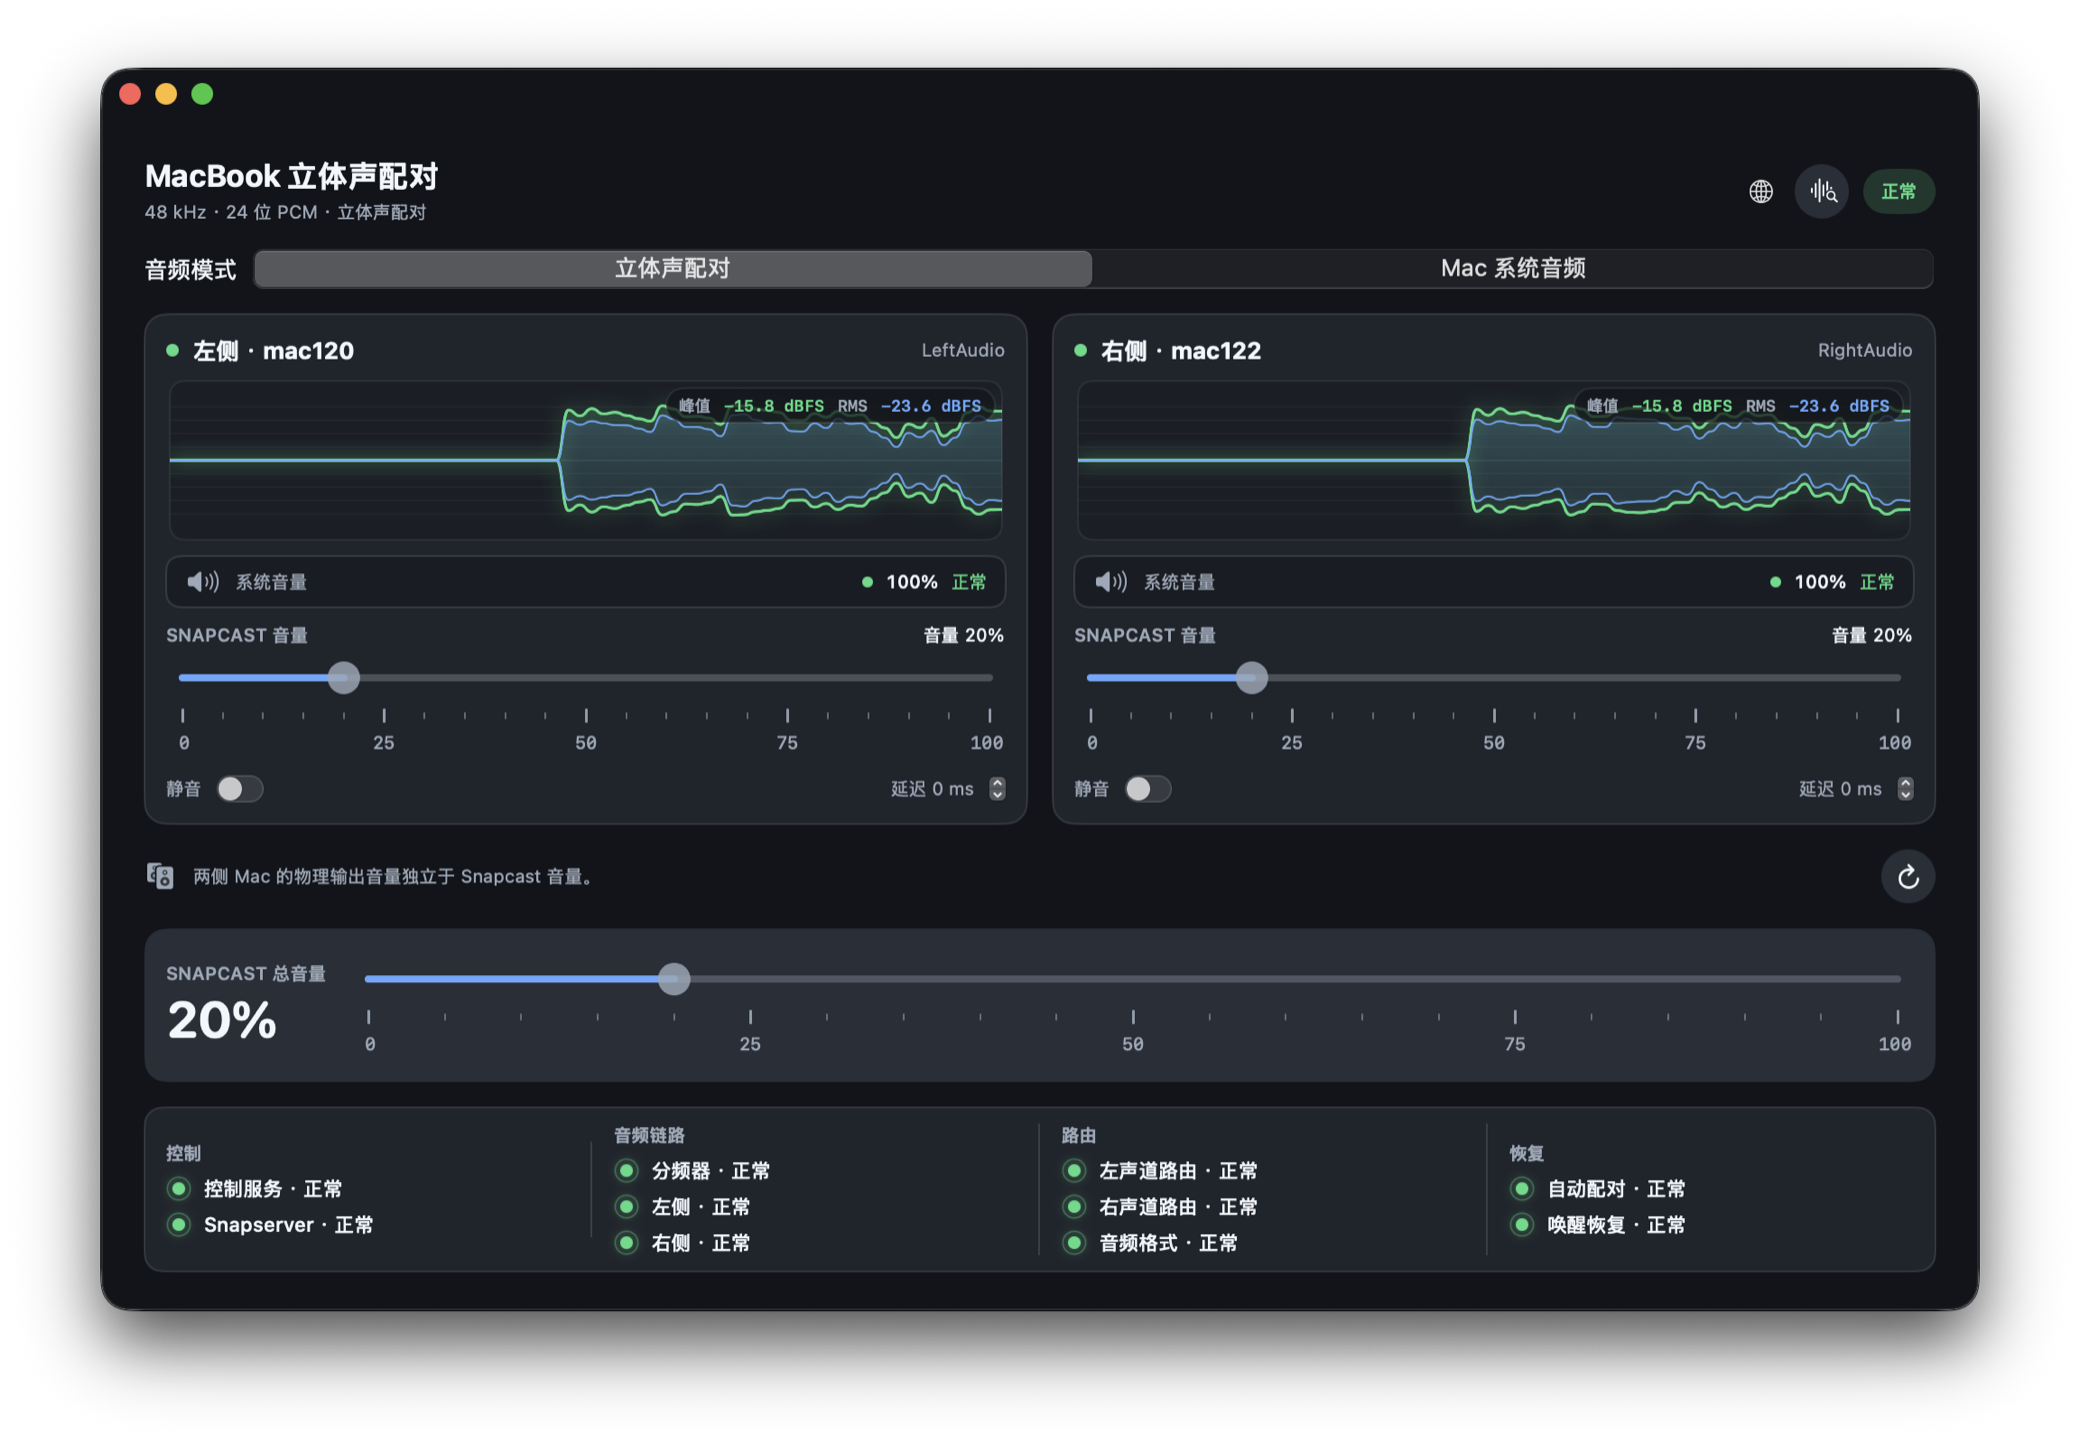 MacBook 立体声配对
48 kHz · 24 位 PCM · 立体声配对
正常
音频模式
立体声配对
Mac 系统音频
左侧 · mac120
LeftAudio
峰值 -15.8 dBFS RMS -23.6 dBFS
系统音量
100% 正常
SNAPCAST 音量
音量 20%
0 25 50 75 100
静音
延迟 0 ms
右侧 · mac122
RightAudio
峰值 -15.8 dBFS RMS -23.6 dBFS
系统音量
100% 正常
SNAPCAST 音量
音量 20%
0 25 50 75 100
静音
延迟 0 ms
两侧 Mac 的物理输出音量独立于 Snapcast 音量。
SNAPCAST 总音量
20%
0 25 50 75 100
控制
控制服务 · 正常
Snapserver · 正常
音频链路
分频器 · 正常
左侧 · 正常
右侧 · 正常
路由
左声道路由 · 正常
右声道路由 · 正常
音频格式 · 正常
恢复
自动配对 · 正常
唤醒恢复 · 正常